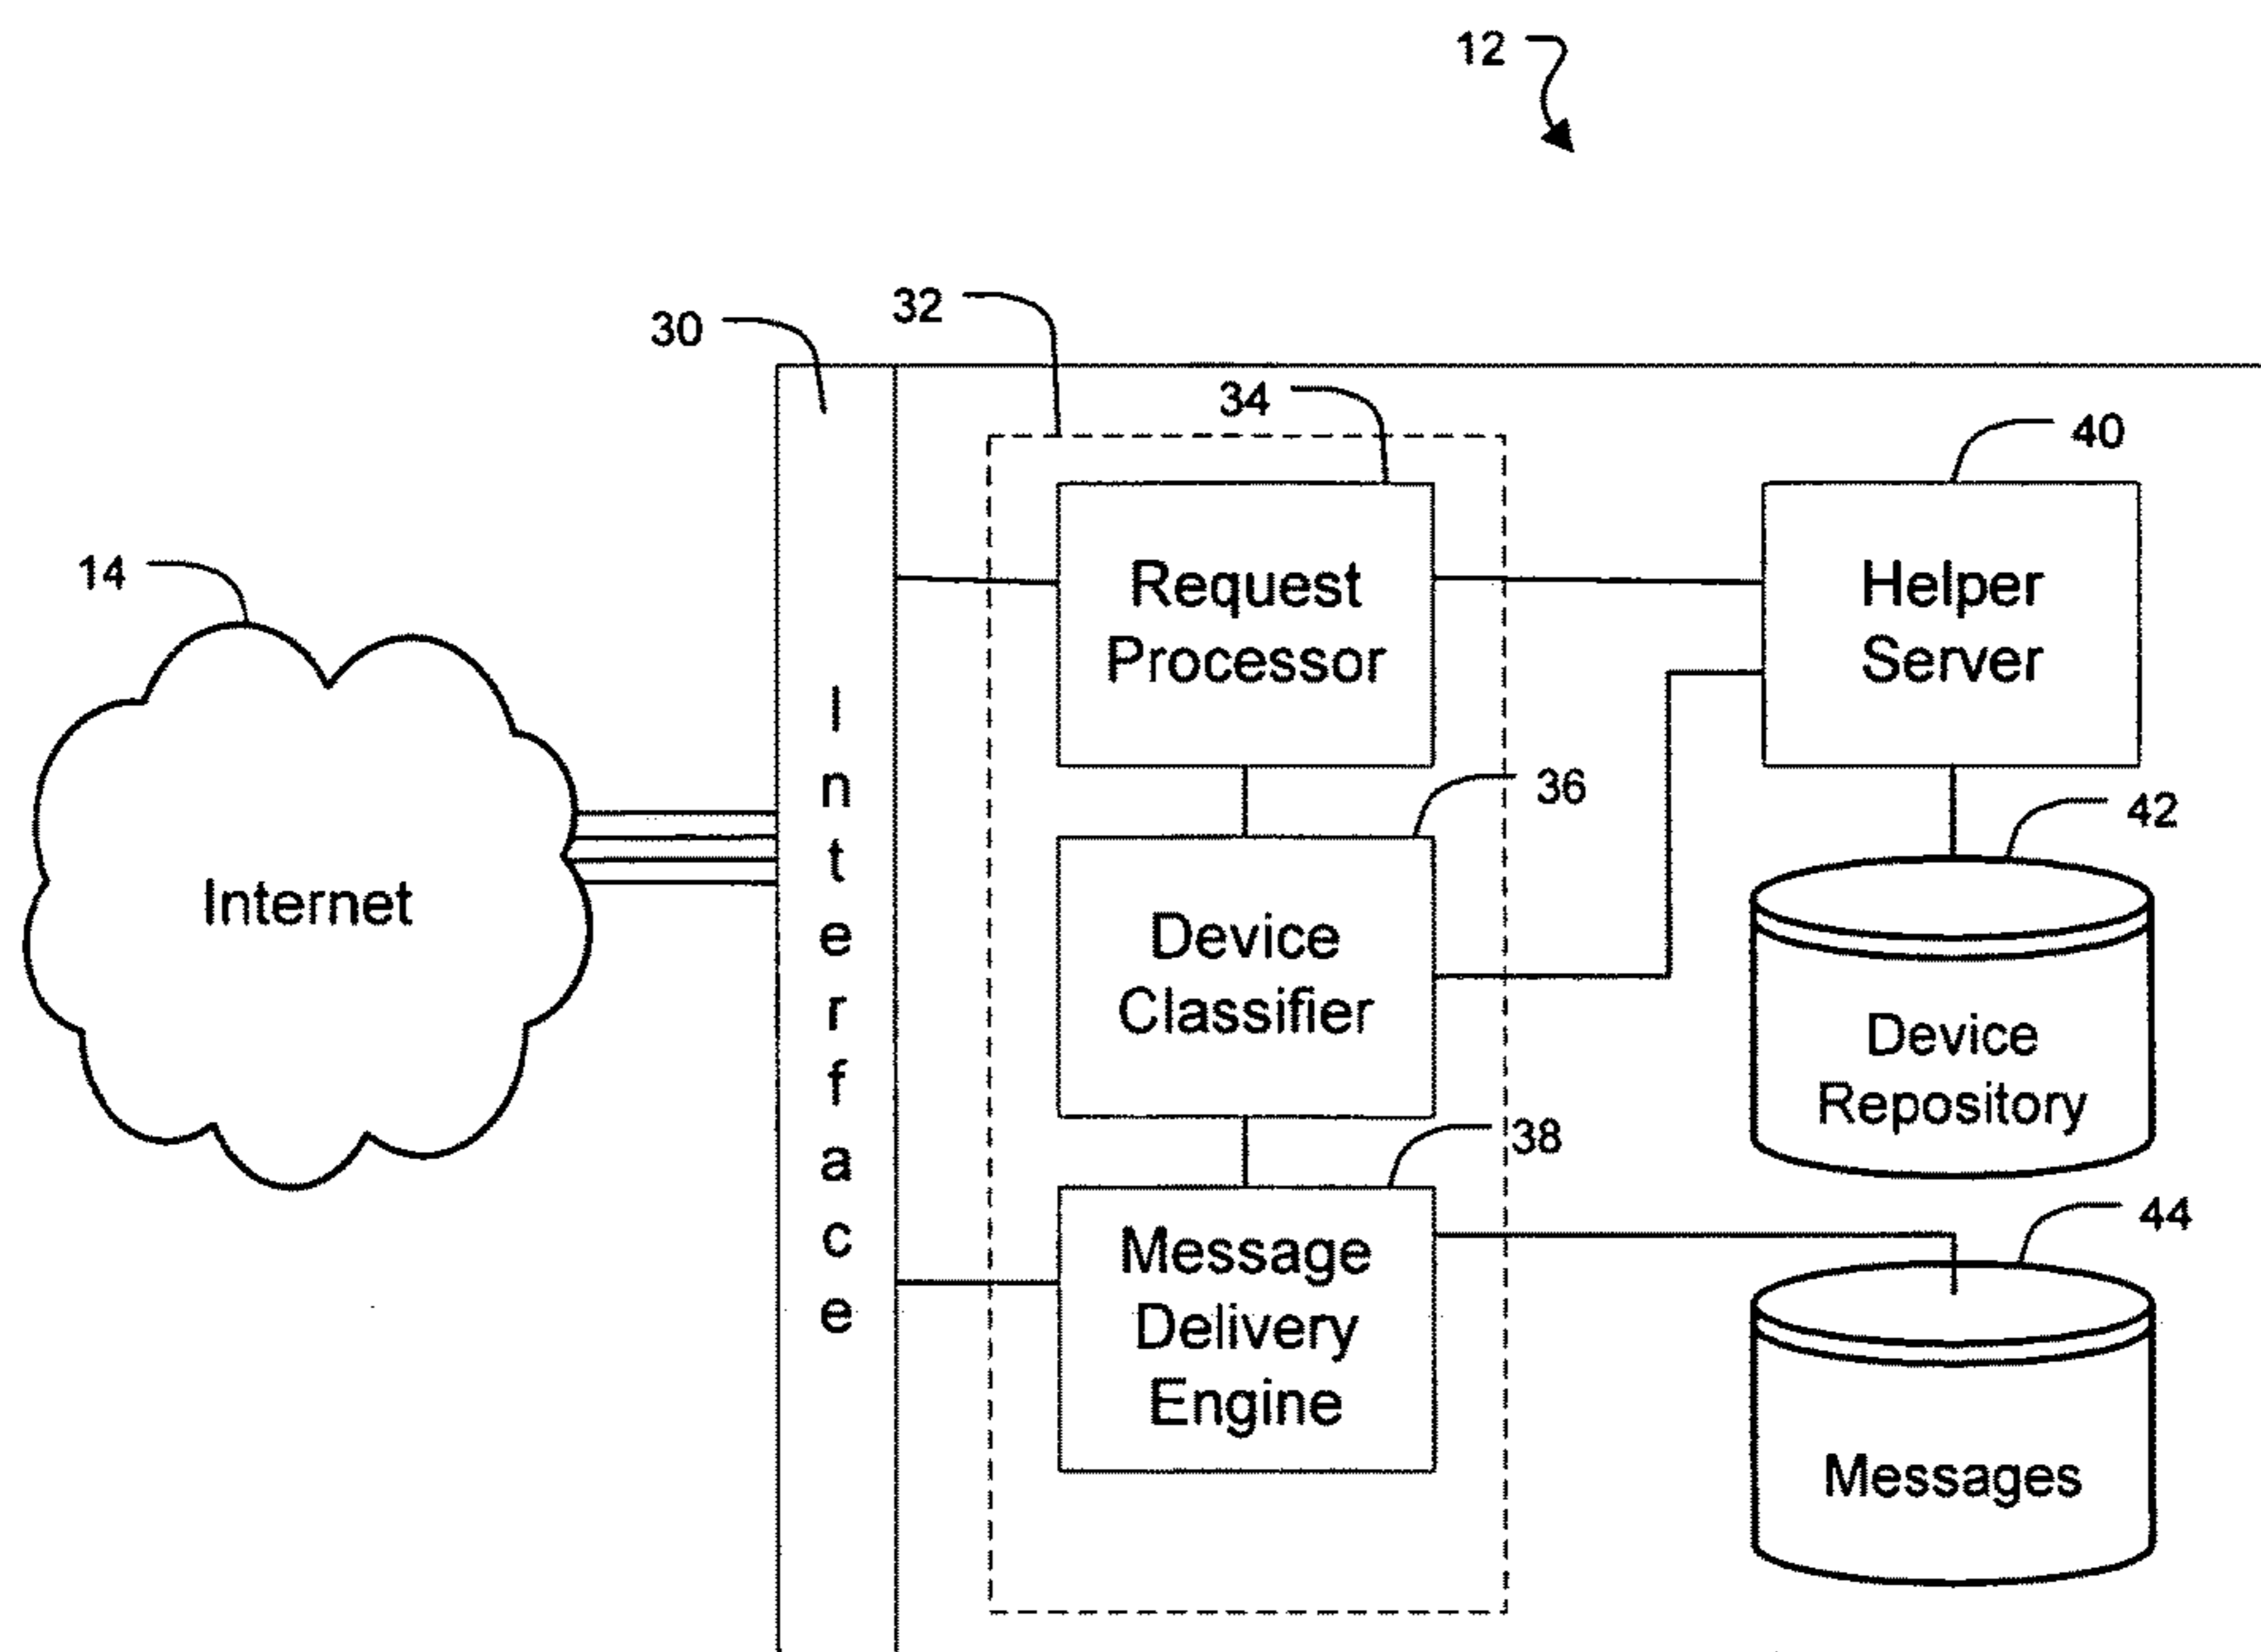 12
32
30
34
40
14
Request
Processor
Helper
Server
Interface
36
42
Internet
Device
Classifier
Device
Repository
38
44
Message
Delivery
Engine
Messages